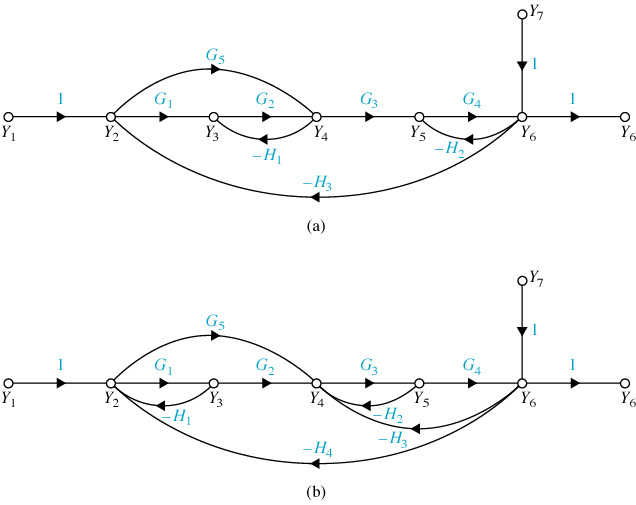 Y7
G5
1
1 G1 G2 G3 G4 1
Y1 Y2 Y3 Y4 Y5 Y6 Y6
–H1 –H2
–H3
(a)
Y7
G5
1
1 G1 G2 G3 G4 1
Y1 Y2 Y3 Y4 Y5 Y6 Y6
–H1 –H2
–H3
–H4
(b)